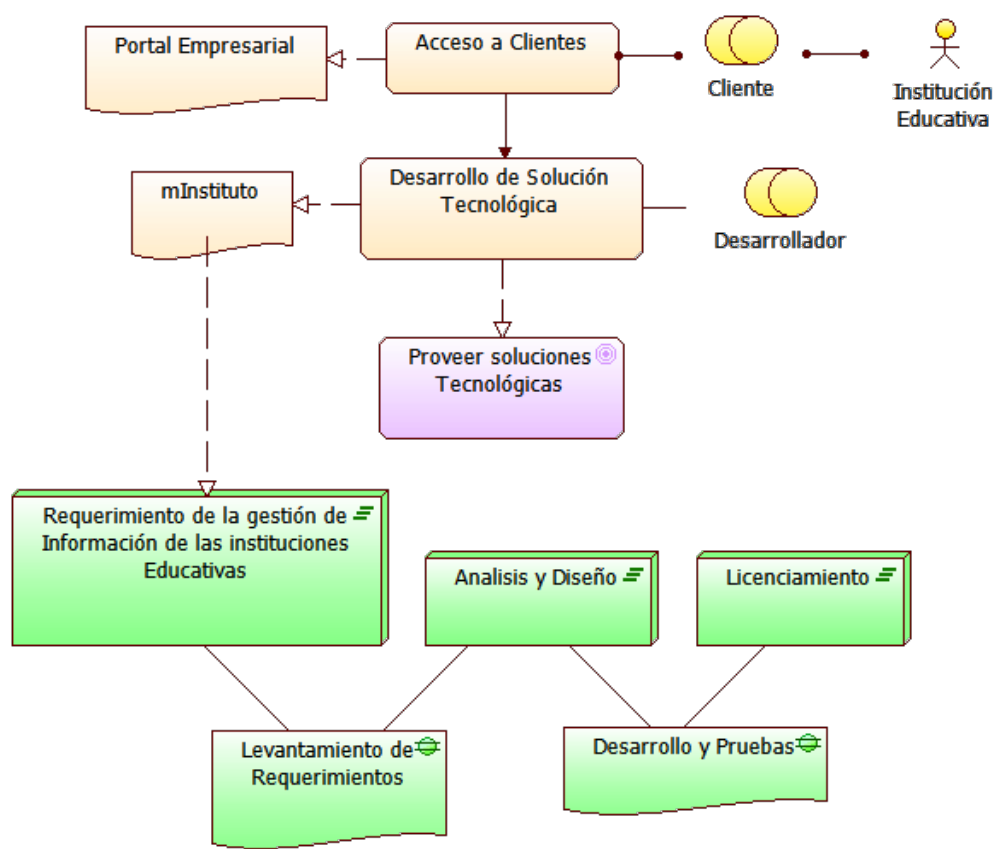 Portal Empresarial
Acceso a Clientes
Cliente
Institución
Educativa
mInstituto
Desarrollo de Solución
Tecnológica
Desarrollador
Proveer soluciones
Tecnológicas
Requerimiento de la gestión de
Información de las instituciones
Educativas
Analisis y Diseño
Licenciamiento
Levantamiento de
Requerimientos
Desarrollo y Pruebas